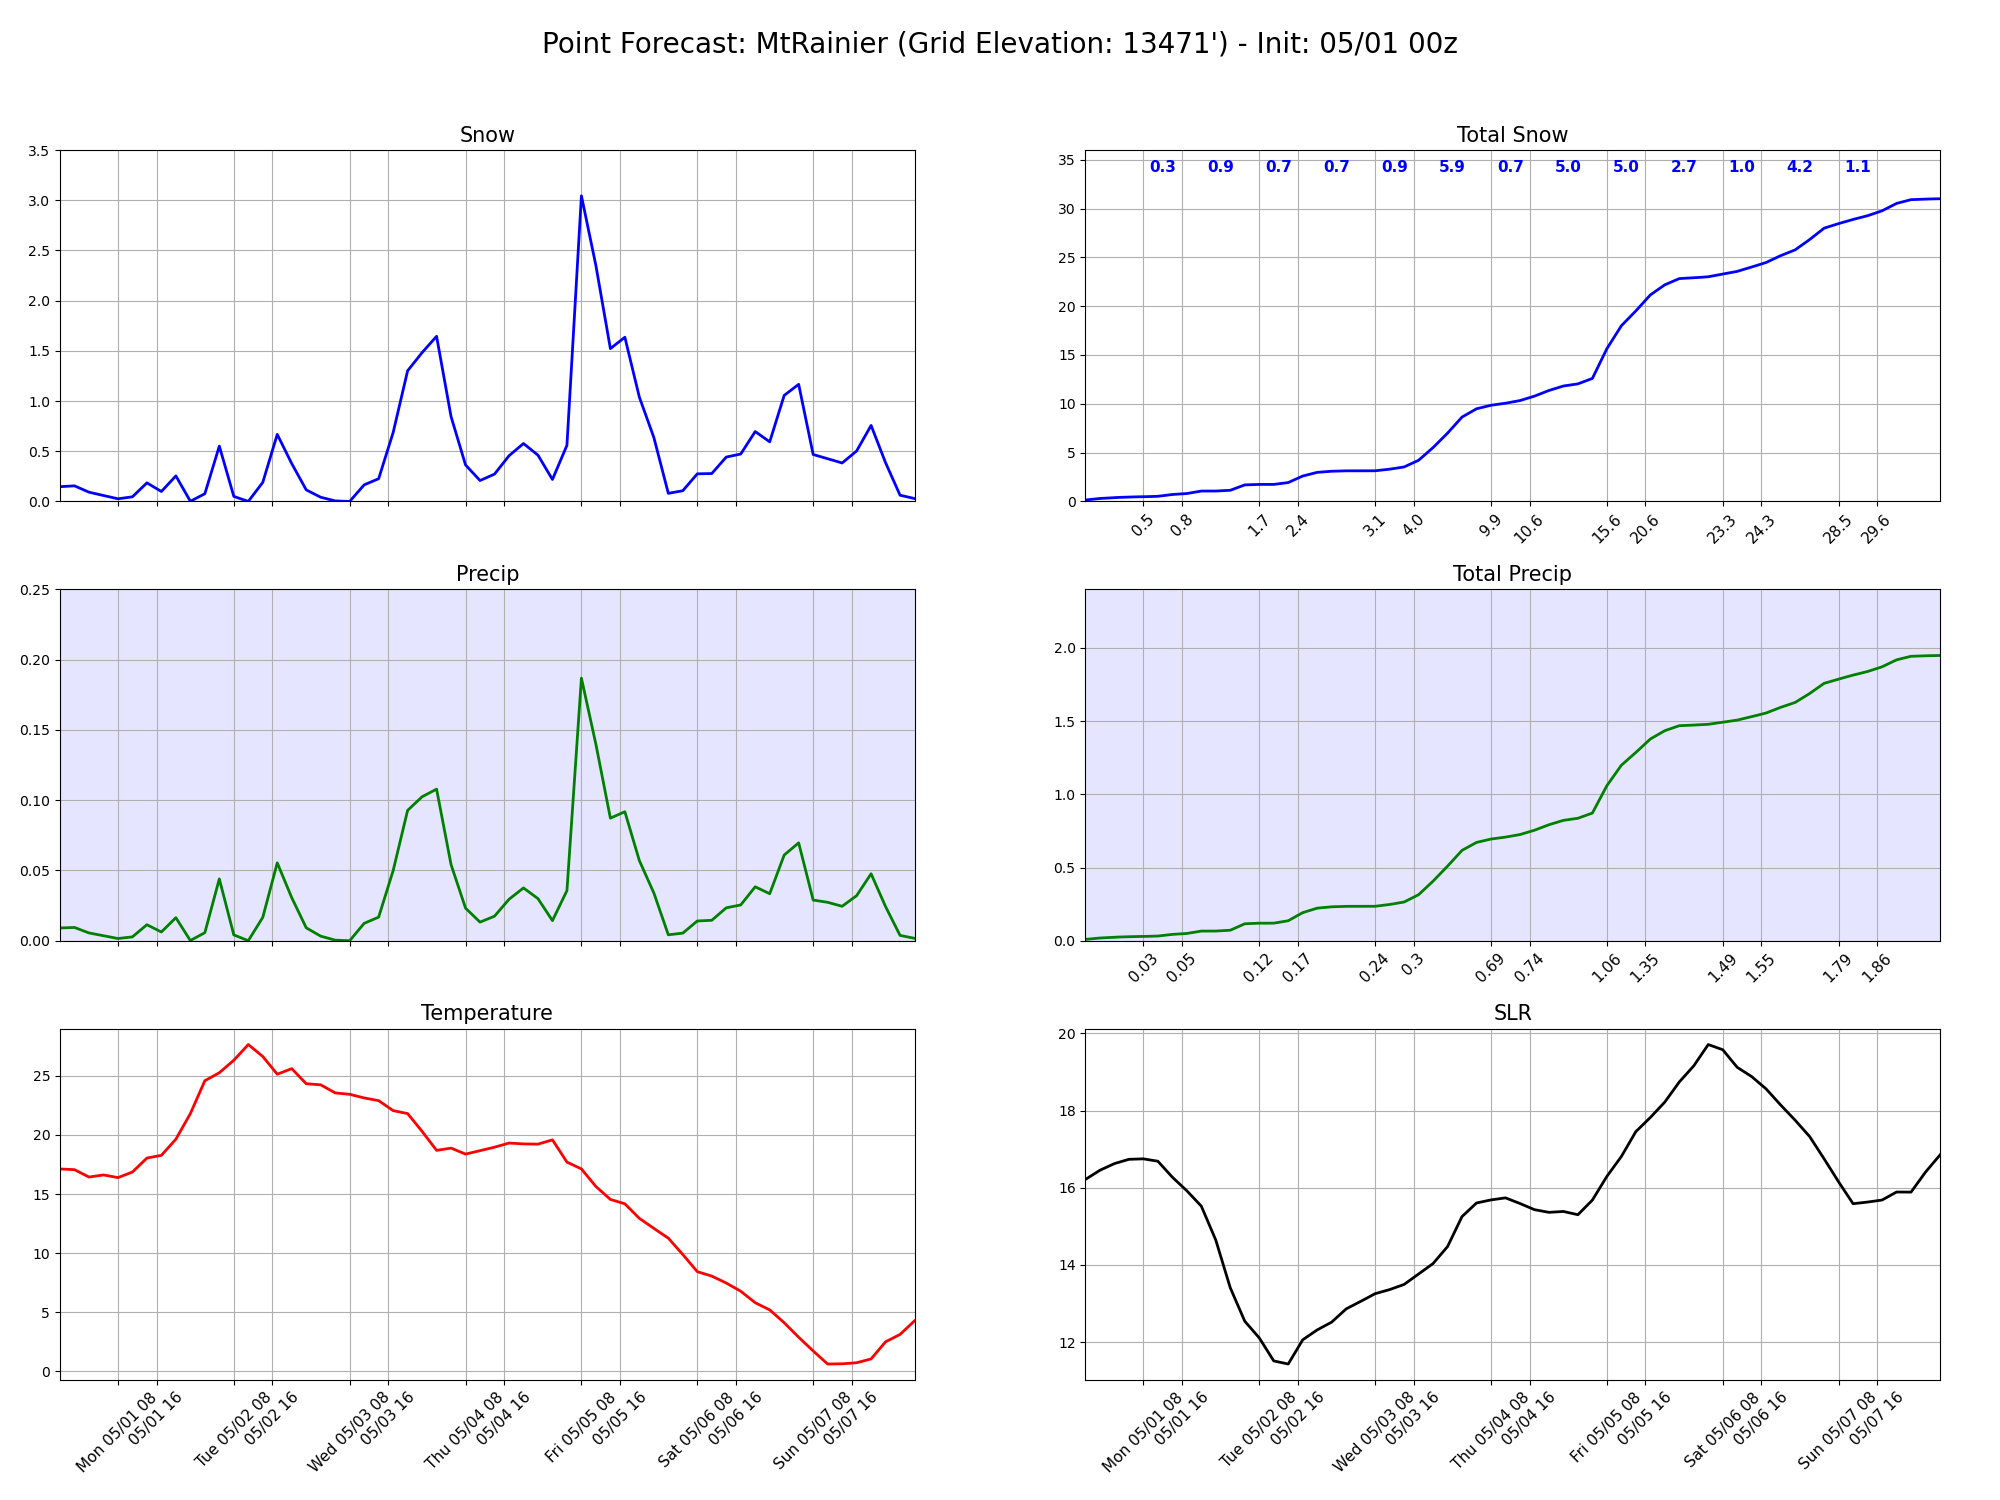 Point Forecast: MtRainier (Grid Elevation: 13471') - Init: 05/01 00z
Snow
3.5
3.0
2.5
2.0
1.5
1.0
0.5
0.0
Total Snow
0.3 0.9 0.7 0.7 0.9 5.9 0.7 5.0 5.0 2.7 1.0 4.2 1.1
35
30
25
20
15
10
5
0
0.5 0.8 1.7 2.4 3.1 4.0 9.9 10.6 15.6 20.6 23.3 24.3 28.5 29.6
Precip
0.25
0.20
0.15
0.10
0.05
0.00
Total Precip
2.0
1.5
1.0
0.5
0.0
0.03 0.05 0.12 0.17 0.24 0.3 0.69 0.74 1.06 1.35 1.49 1.55 1.79 1.86
Temperature
25
20
15
10
5
0
Mon 05/01 08
05/01 16
Tue 05/02 08
05/02 16
Wed 05/03 08
05/03 16
Thu 05/04 08
05/04 16
Fri 05/05 08
05/05 16
Sat 05/06 08
05/06 16
Sun 05/07 08
05/07 16
SLR
20
18
16
14
12
Mon 05/01 08
05/01 16
Tue 05/02 08
05/02 16
Wed 05/03 08
05/03 16
Thu 05/04 08
05/04 16
Fri 05/05 08
05/05 16
Sat 05/06 08
05/06 16
Sun 05/07 08
05/07 16